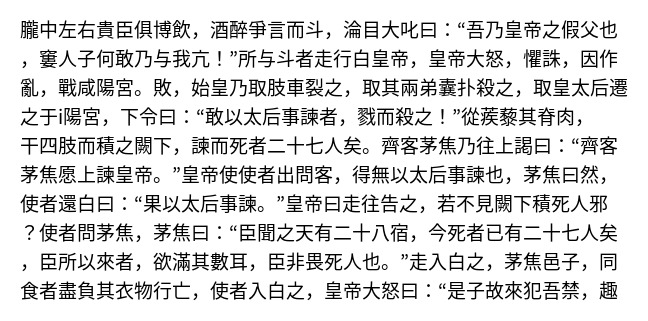 朧中左右貴臣俱博飲，酒醉爭言而斗，淪目大叱曰：“吾乃皇帝之假父也
，窶人子何敢乃与我亢！”所与斗者走行白皇帝，皇帝大怒，懼誅，因作
亂，戰咸陽宮。敗，始皇乃取肢車裂之，取其兩弟囊扑殺之，取皇太后遷
之于i陽宮，下令曰：“敢以太后事諫者，戮而殺之！”從蒺藜其脊肉，
干四肢而積之闕下，諫而死者二十七人矣。齊客茅焦乃往上謁曰：“齊客
茅焦愿上諫皇帝。”皇帝使使者出問客，得無以太后事諫也，茅焦曰然，
使者還白曰：“果以太后事諫。”皇帝曰走往告之，若不見闕下積死人邪
？使者問茅焦，茅焦曰：“臣聞之天有二十八宿，今死者已有二十七人矣
，臣所以來者，欲滿其數耳，臣非畏死人也。”走入白之，茅焦邑子，同
食者盡負其衣物行亡，使者入白之，皇帝大怒曰：“是子故來犯吾禁，趣